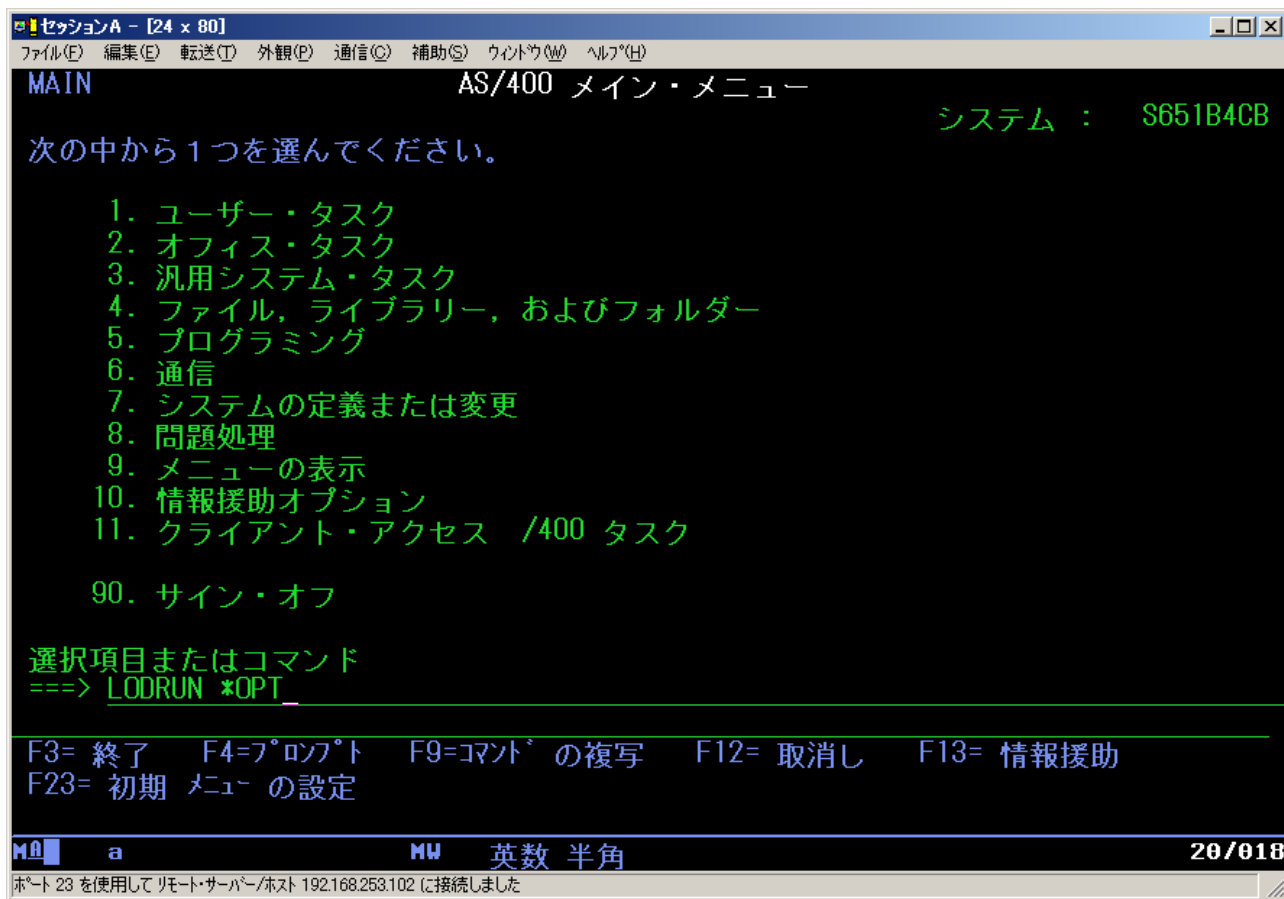 セッションA - [24 x 80]
ファイル(F) 編集(E) 転送(T) 外観(P) 通信(C) 補助(S) ウィンドウ(W) ヘルプ(H)
MAIN AS/400 メイン・メニュー
システム : S651B4CB
次の中から1つを選んでください。
1. ユーザー・タスク
2. オフィス・タスク
3. 汎用システム・タスク
4. ファイル, ライブラリー, およびフォルダー
5. プログラミング
6. 通信
7. システムの定義または変更
8. 問題処理
9. メニューの表示
10. 情報援助オプション
11. クライアント・アクセス /400 タスク
90. サイン・オフ
選択項目またはコマンド
===> LODRUN *OPT_
F3= 終了 F4=プロンプト F9=コマンド の複写 F12= 取消し F13= 情報援助
F23= 初期 メニュー の設定
MA a MW 英数 半角 20/018
ポート 23 を使用して リモート・サーバー/ホスト 192.168.253.102 に接続しました